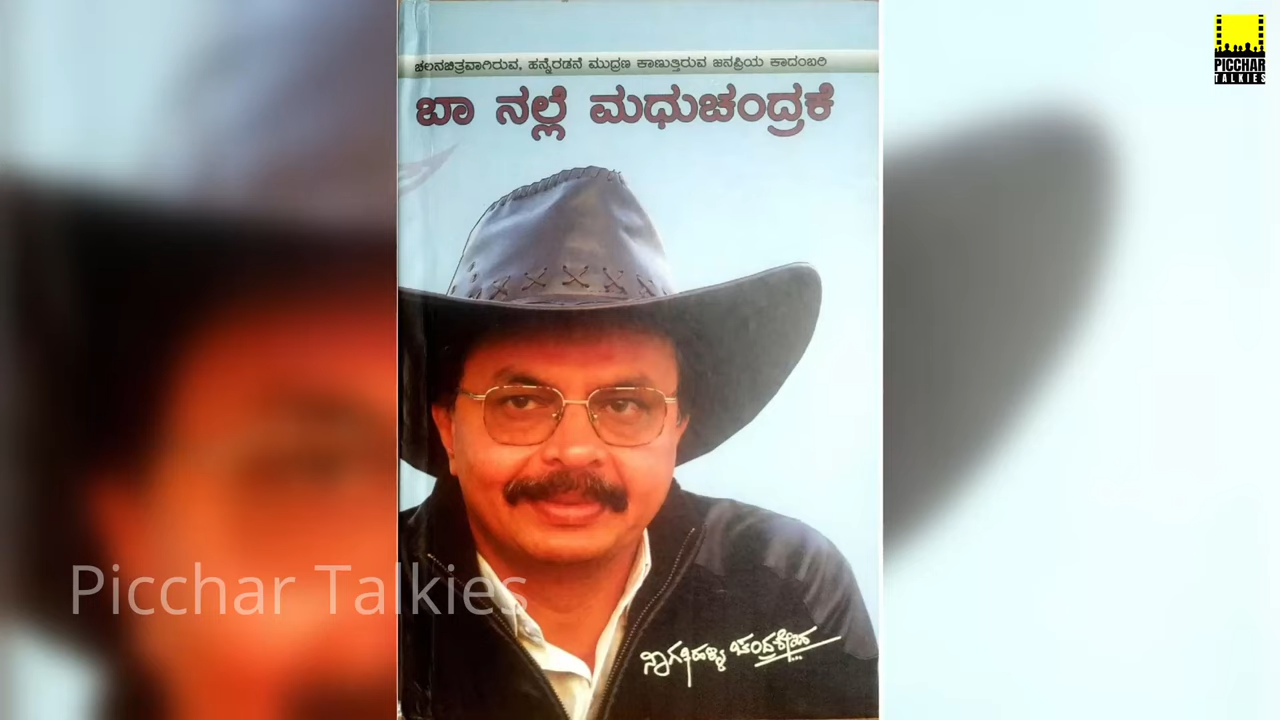 ಚಲನಚಿತ್ರವಾಗಿರುವ, ಹನ್ನೆರಡನೆ ಮುದ್ರಣ ಕಾಣುತ್ತಿರುವ ಜನಪ್ರಿಯ ಕಾದಂಬರಿ
ಬಾ ನಲ್ಲೆ ಮಧುಚಂದ್ರಕೆ
ನಾಗತಿಹಳ್ಳಿ ಚಂದ್ರಶೇಖರ
Picchar Talkies
PICCHAR
TALKIES